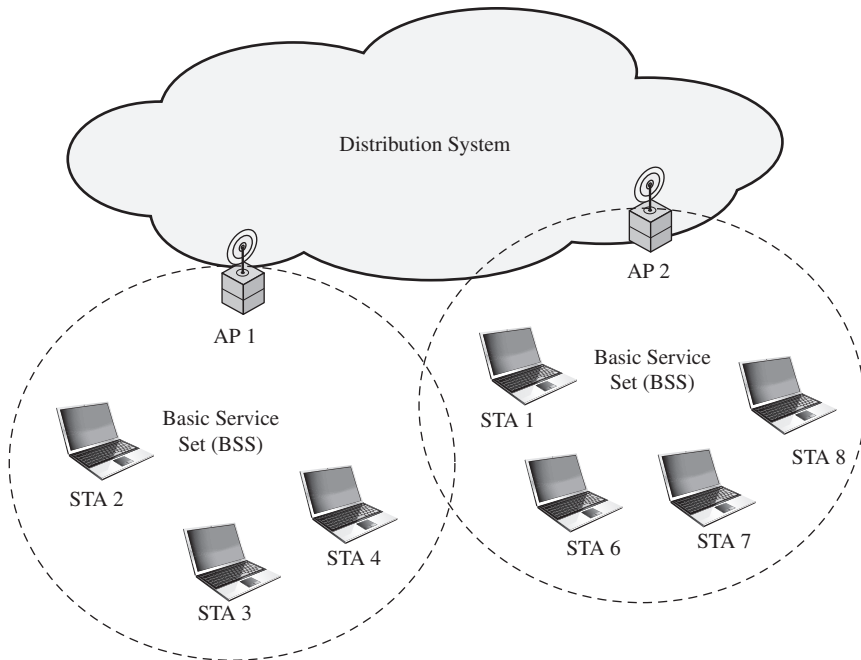 Distribution System
AP 2
AP 1
Basic Service
Set (BSS)
STA 1
STA 8
Basic Service
Set (BSS)
STA 2
STA 4
STA 6
STA 7
STA 3